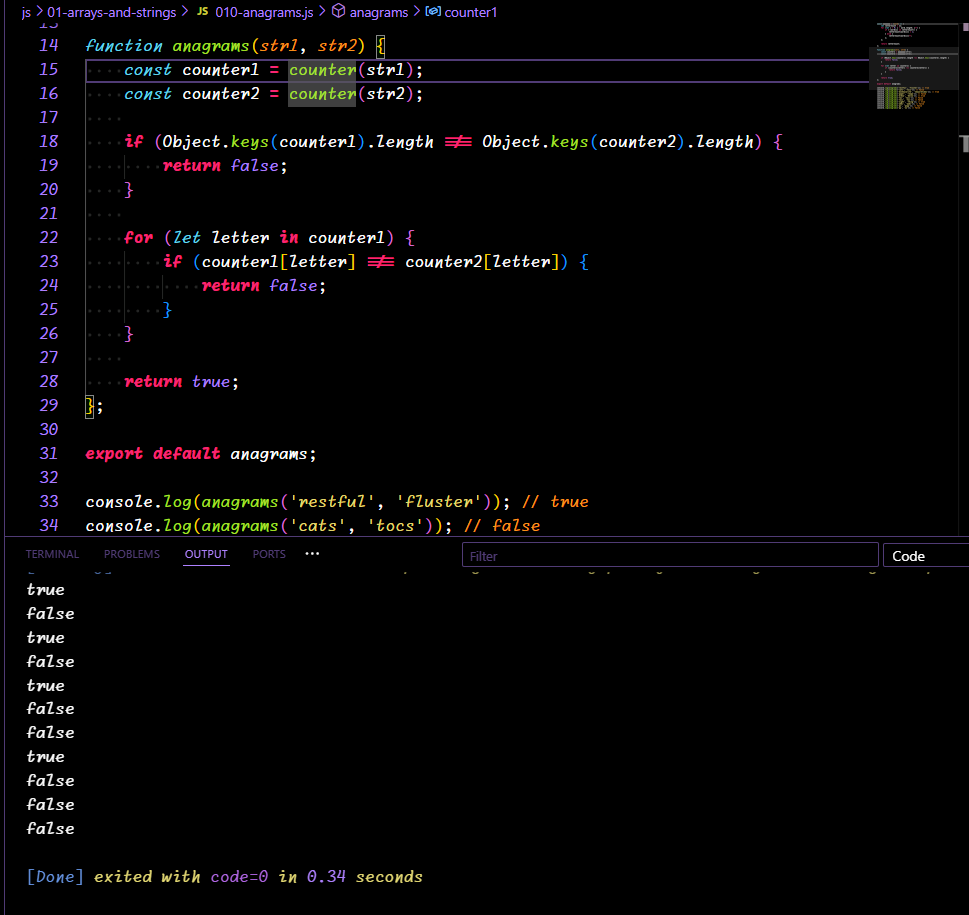 js > 01-arrays-and-strings > JS 010-anagrams.js > anagrams > counter1
13
14 function anagrams(str1, str2) {
15 const counter1 = counter(str1);
16 const counter2 = counter(str2);
17
18 if (Object.keys(counter1).length !== Object.keys(counter2).length) {
19 return false;
20 }
21
22 for (let letter in counter1) {
23 if (counter1[letter] !== counter2[letter]) {
24 return false;
25 }
26 }
27
28 return true;
29 };
30
31 export default anagrams;
32
33 console.log(anagrams('restful', 'fluster')); // true
34 console.log(anagrams('cats', 'tocs')); // false
TERMINAL PROBLEMS OUTPUT PORTS ··· Filter Code
true
false
true
false
true
false
false
true
false
false
false
[Done] exited with code=0 in 0.34 seconds